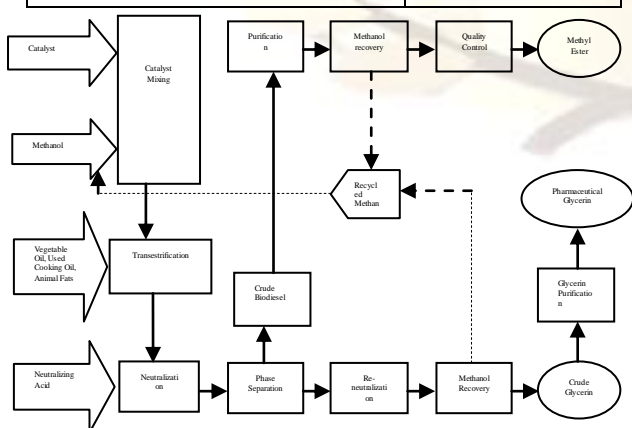 Catalyst
Catalyst
Mixing
Purificatio
n
Methanol
recovery
Quality
Control
Methyl
Ester
Methanol
Recycl
ed
Methan
Pharmaceutical
Glycerin
Vegetable
Oil, Used
Cooking Oil,
Animal Fats
Transestrification
Crude
Biodiesel
Glycerin
Purificatio
n
Neutralizing
Acid
Neutralizati
on
Phase
Separation
Re-
neutralizati
on
Methanol
Recovery
Crude
Glycerin